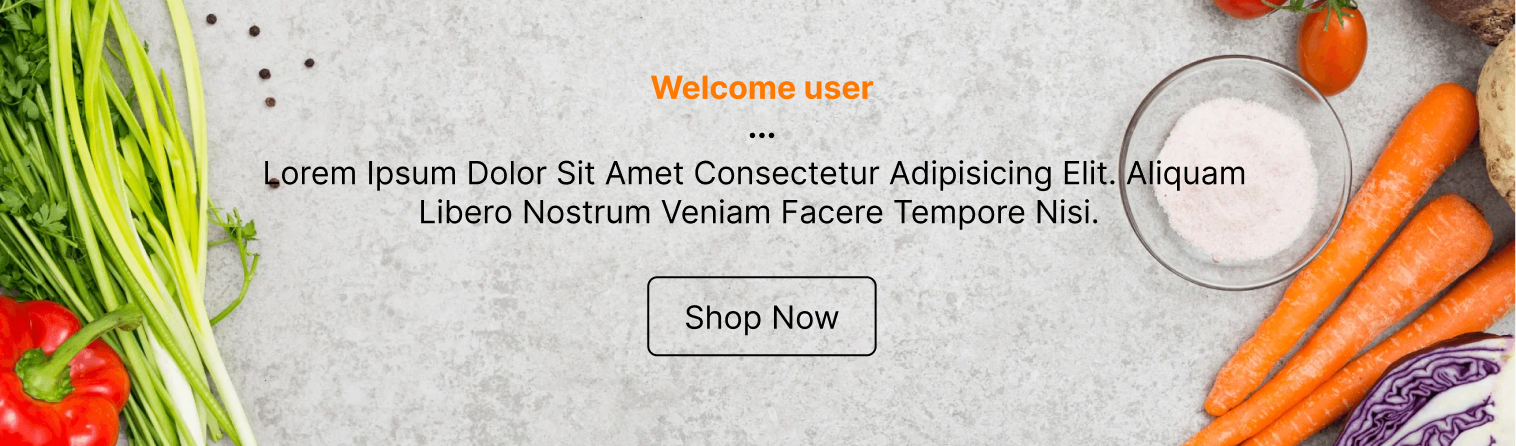 Welcome user
...
Lorem Ipsum Dolor Sit Amet Consectetur Adipisicing Elit. Aliquam
Libero Nostrum Veniam Facere Tempore Nisi.
Shop Now